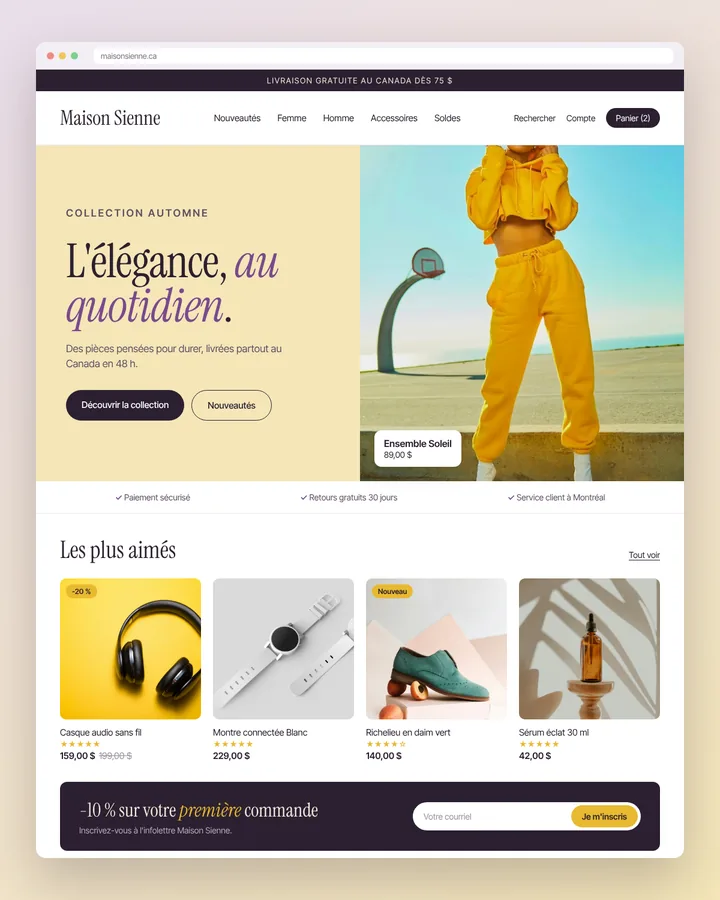 maisonsienne.ca
LIVRAISON GRATUITE AU CANADA DÈS 75 $
Maison Sienne
Nouveautés Femme Homme Accessoires Soldes
Rechercher Compte Panier (2)
COLLECTION AUTOMNE
L'élégance, au
quotidien.
Des pièces pensées pour durer, livrées partout au
Canada en 48 h.
Découvrir la collection Nouveautés
Ensemble Soleil
89,00 $
✓ Paiement sécurisé ✓ Retours gratuits 30 jours ✓ Service client à Montréal
Les plus aimés
Tout voir
-20 %
Nouveau
Casque audio sans fil
★★★★★
159,00 $ 199,00 $
Montre connectée Blanc
★★★★★
229,00 $
Richelieu en daim vert
★★★★☆
140,00 $
Sérum éclat 30 ml
★★★★★
42,00 $
-10 % sur votre première commande
Inscrivez-vous à l'infolettre Maison Sienne.
Votre courriel
Je m'inscris